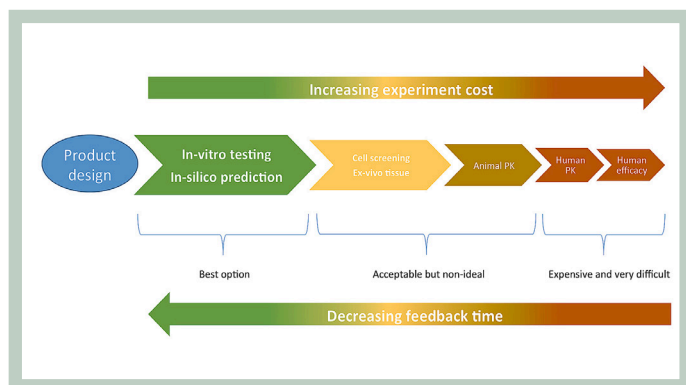 Increasing experiment cost
Product
design
In-vitro testing
In-silico prediction
Cell screening
Ex-vivo tissue
Animal PK
Human
PK
Human
efficacy
Best option
Acceptable but non-ideal
Expensive and very difficult
Decreasing feedback time